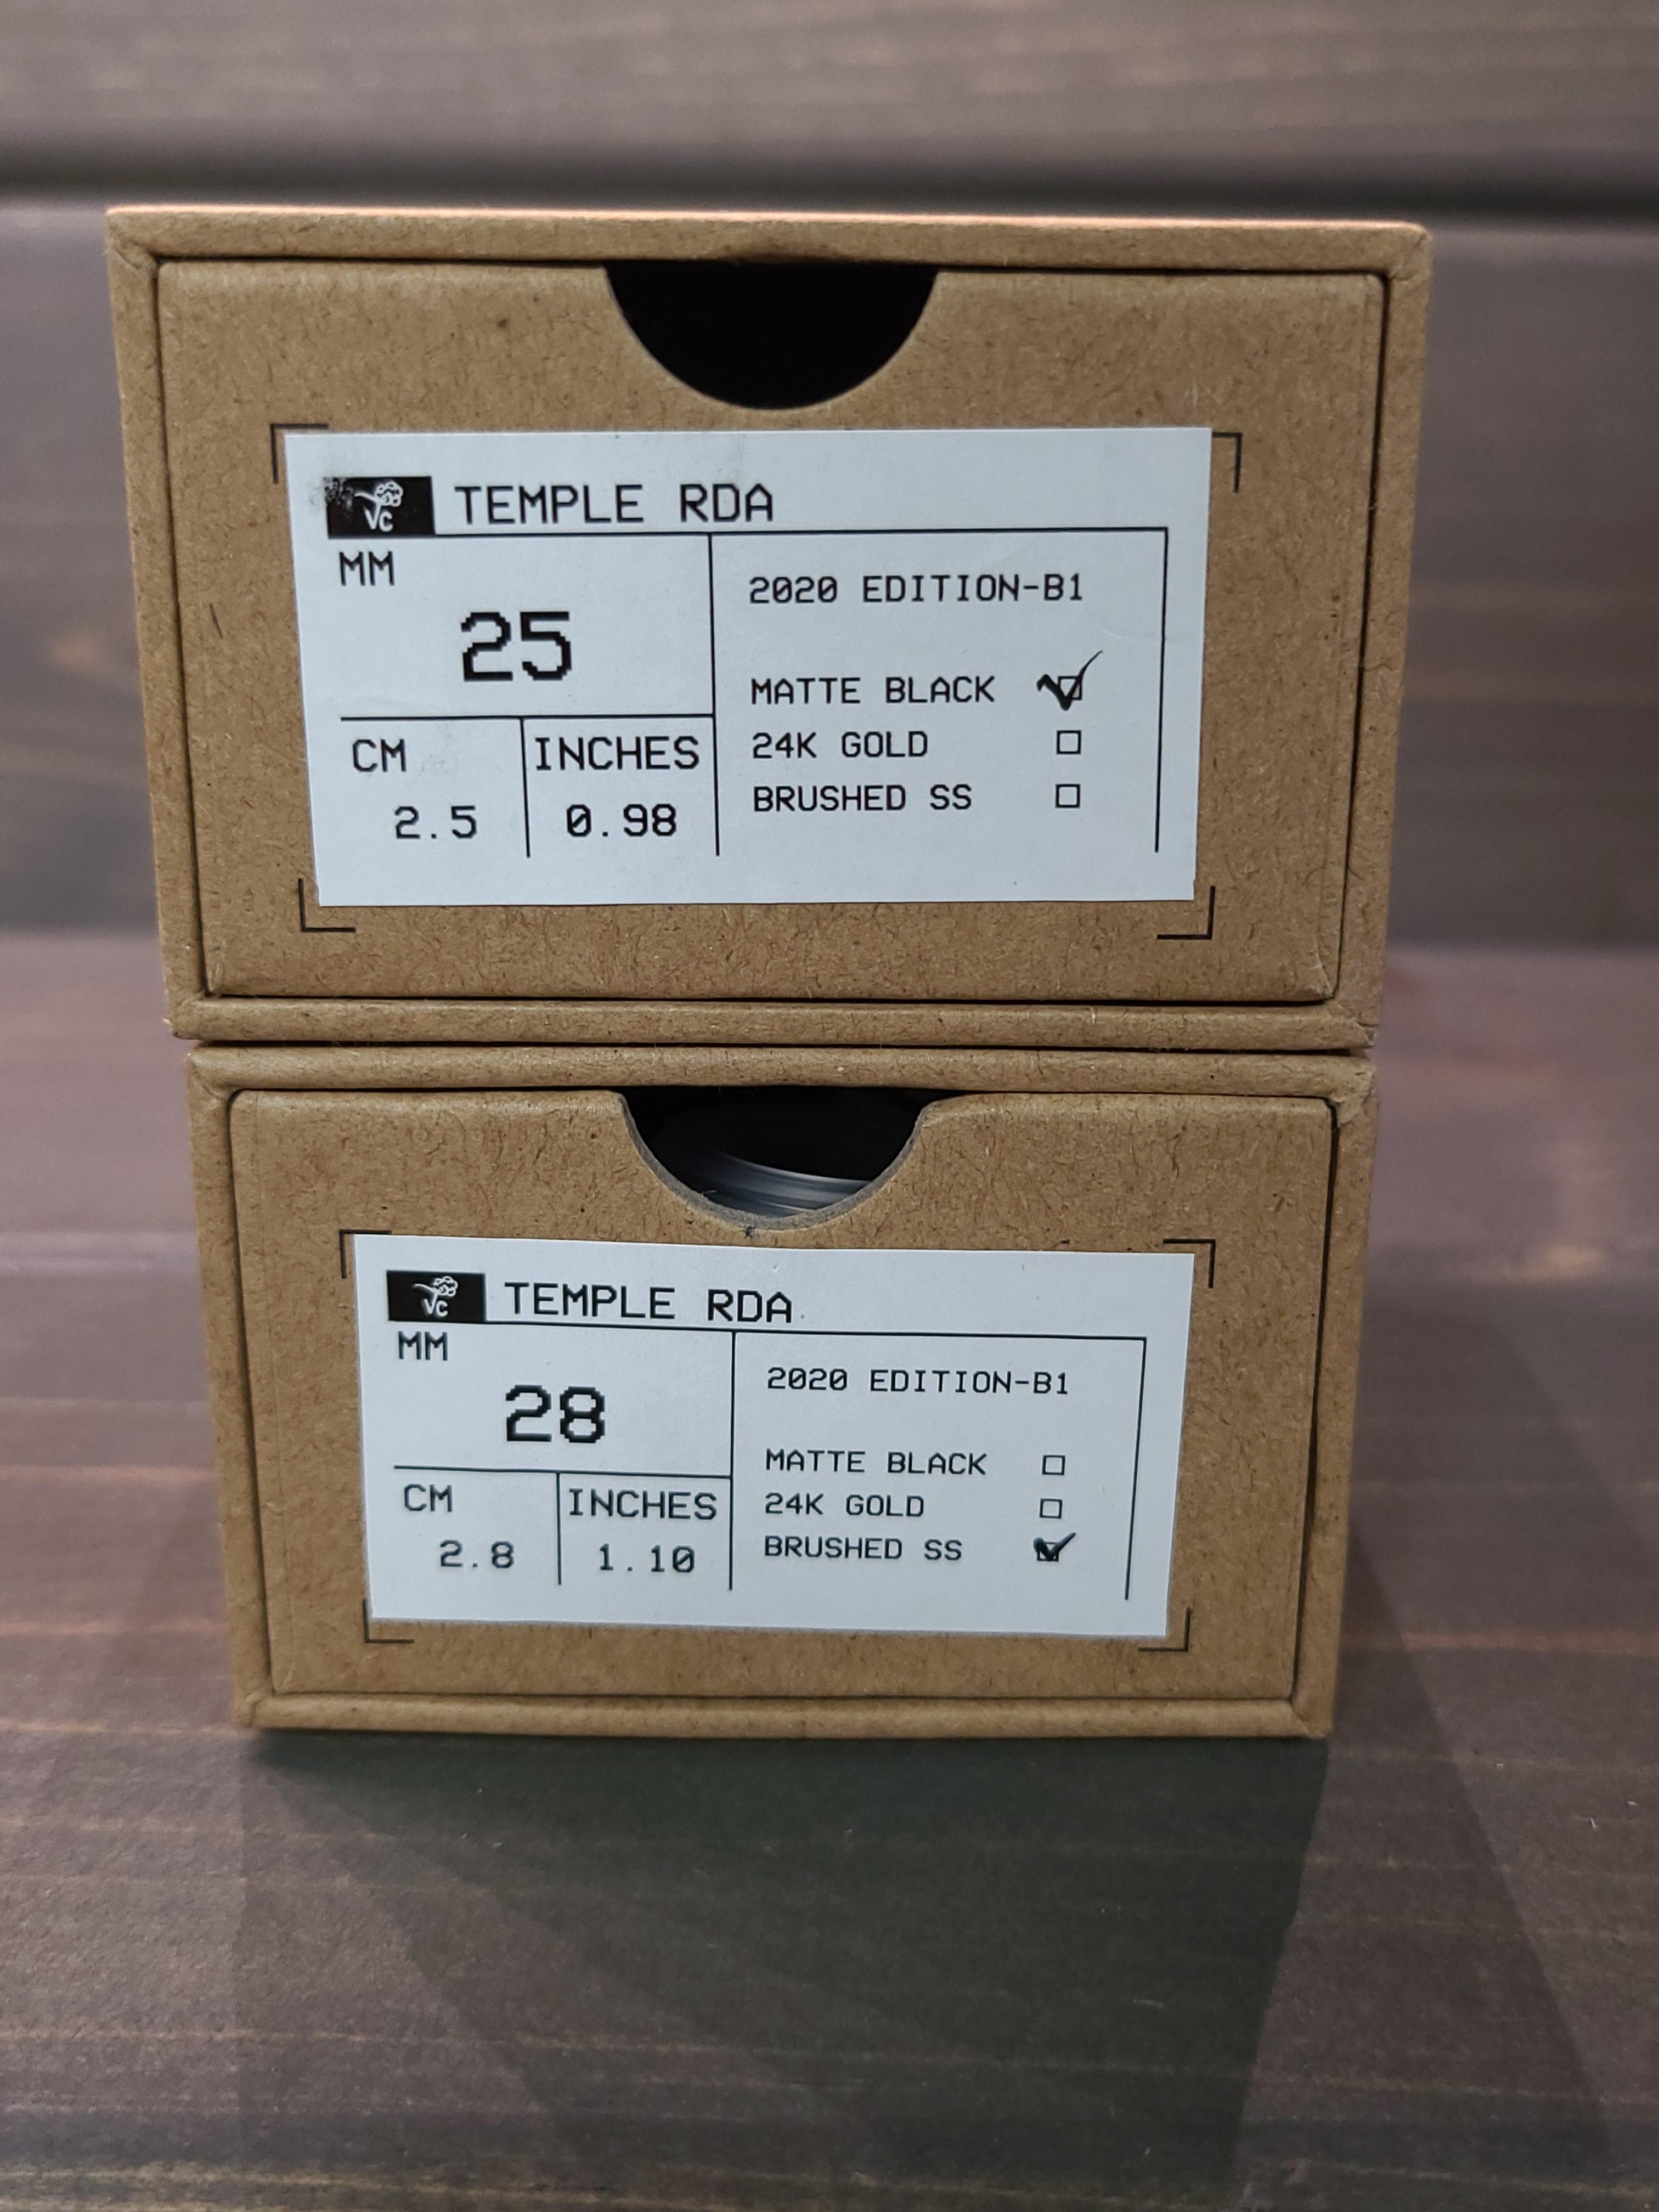 VC TEMPLE RDA
MM
25
CM
2.5
INCHES
0.98
2020 EDITION-B1
MATTE BLACK
24K GOLD
BRUSHED SS
VC TEMPLE RDA
MM
28
CM
2.8
INCHES
1.10
2020 EDITION-B1
MATTE BLACK
24K GOLD
BRUSHED SS